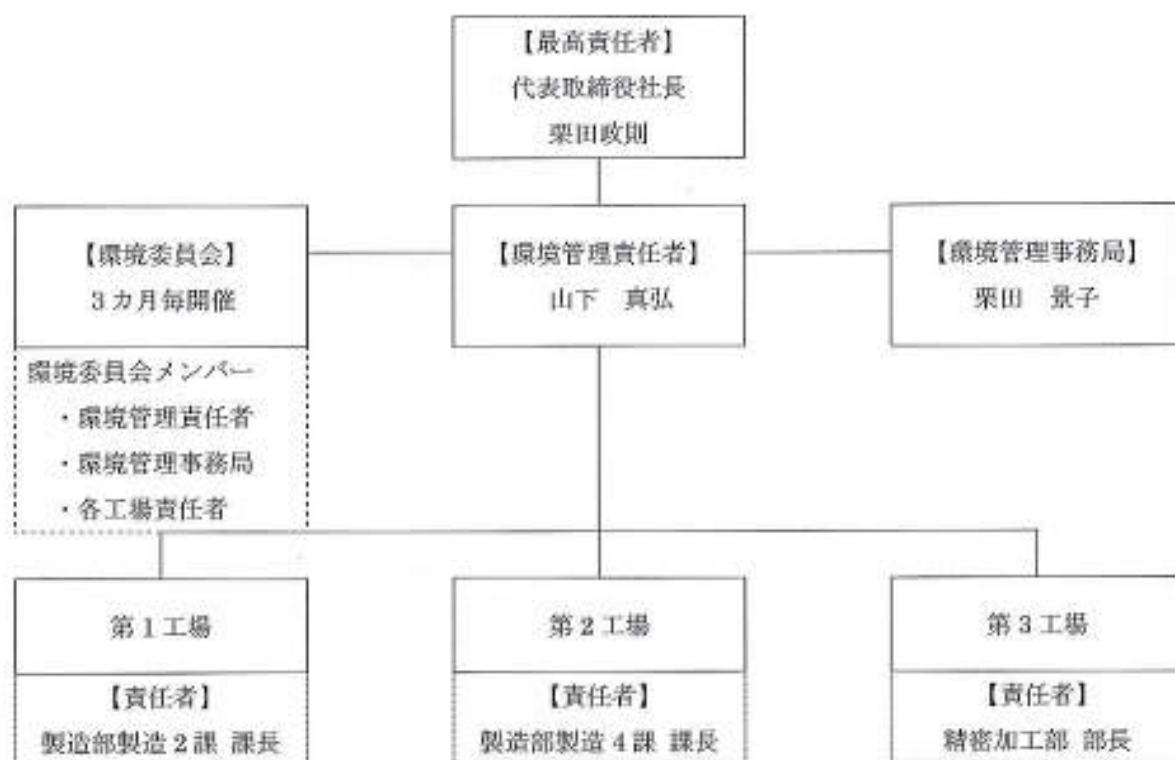 【最高責任者】
代表取締役社長
栗田政則
【環境委員会】
3カ月毎開催
環境委員会メンバー
・環境管理責任者
・環境管理事務局
・各工場責任者
【環境管理責任者】
山下 真弘
【環境管理事務局】
栗田 景子
第1工場
【責任者】
製造部製造2課 課長
第2工場
【責任者】
製造部製造4課 課長
第3工場
【責任者】
精密加工部 部長